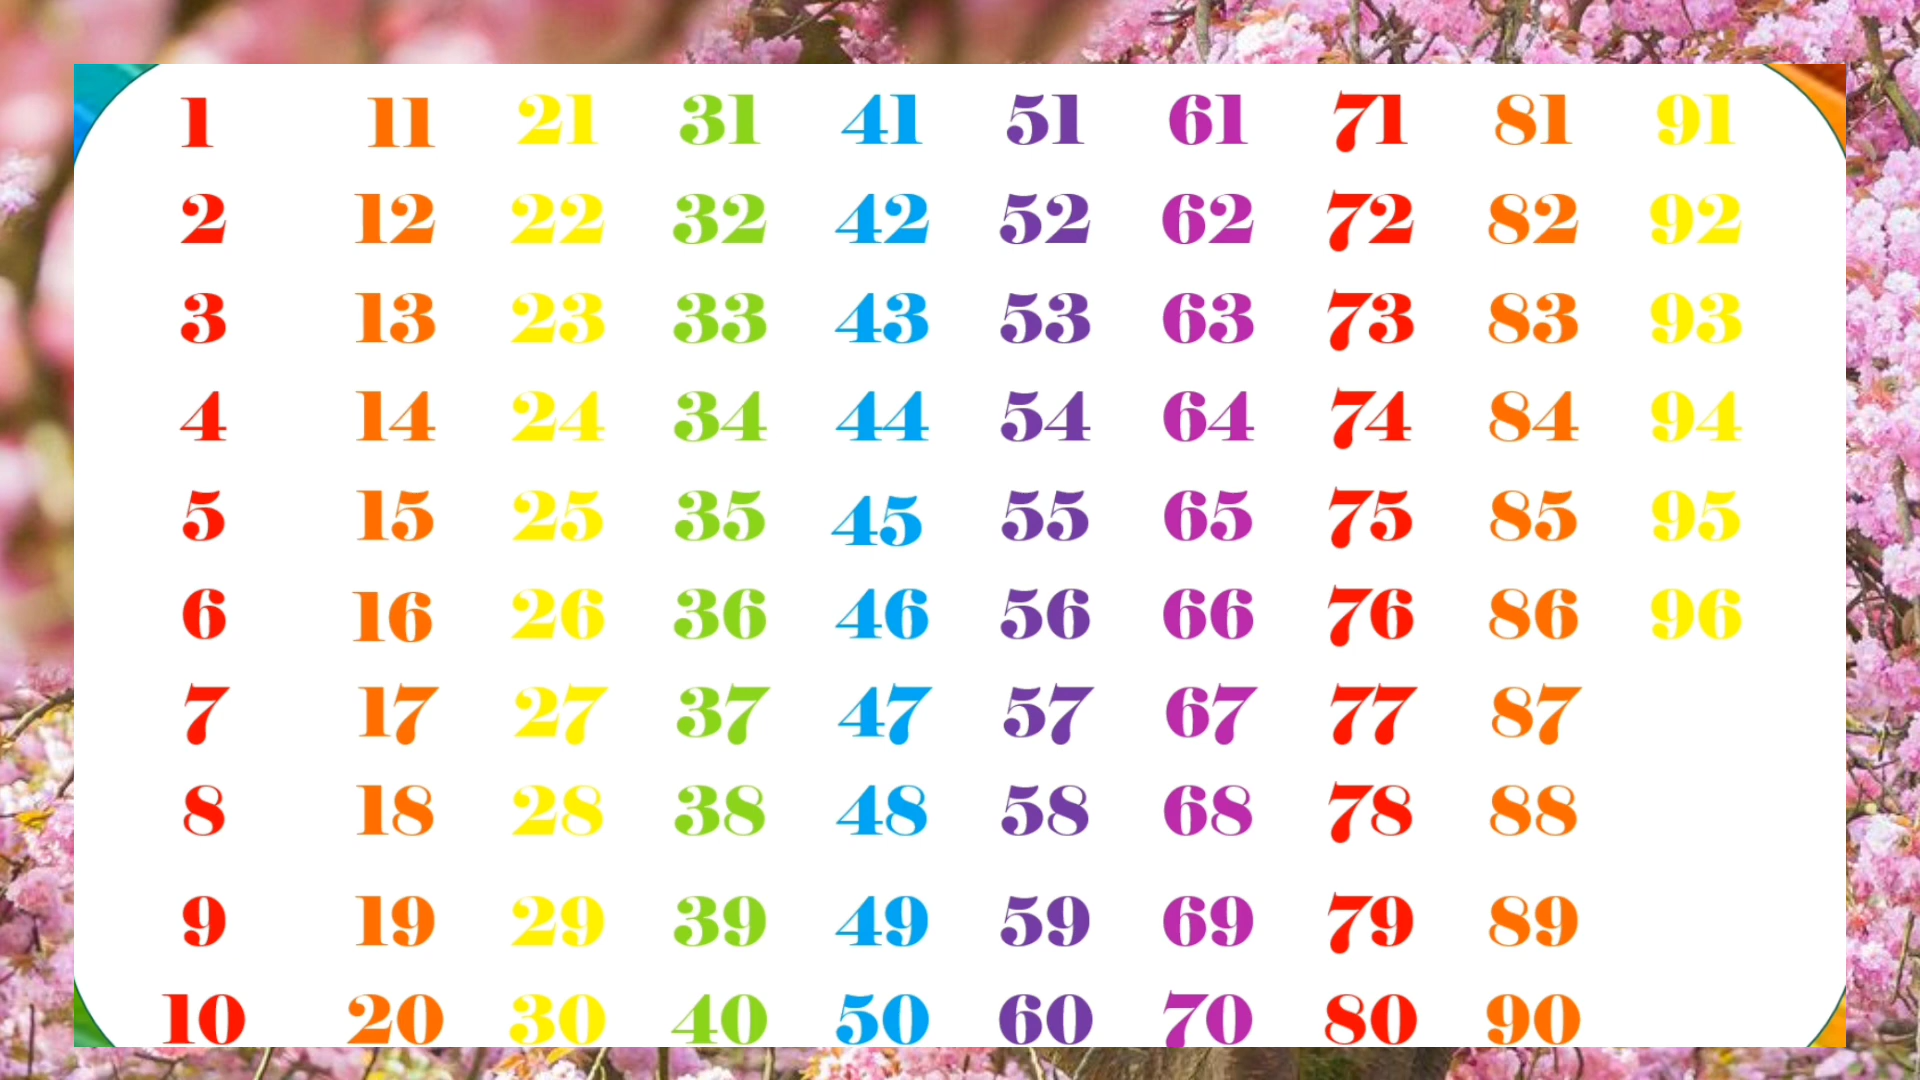 1 11 21 31 41 51 61 71 81 91
2 12 22 32 42 52 62 72 82 92
3 13 23 33 43 53 63 73 83 93
4 14 24 34 44 54 64 74 84 94
5 15 25 35 45 55 65 75 85 95
6 16 26 36 46 56 66 76 86 96
7 17 27 37 47 57 67 77 87
8 18 28 38 48 58 68 78 88
9 19 29 39 49 59 69 79 89
10 20 30 40 50 60 70 80 90